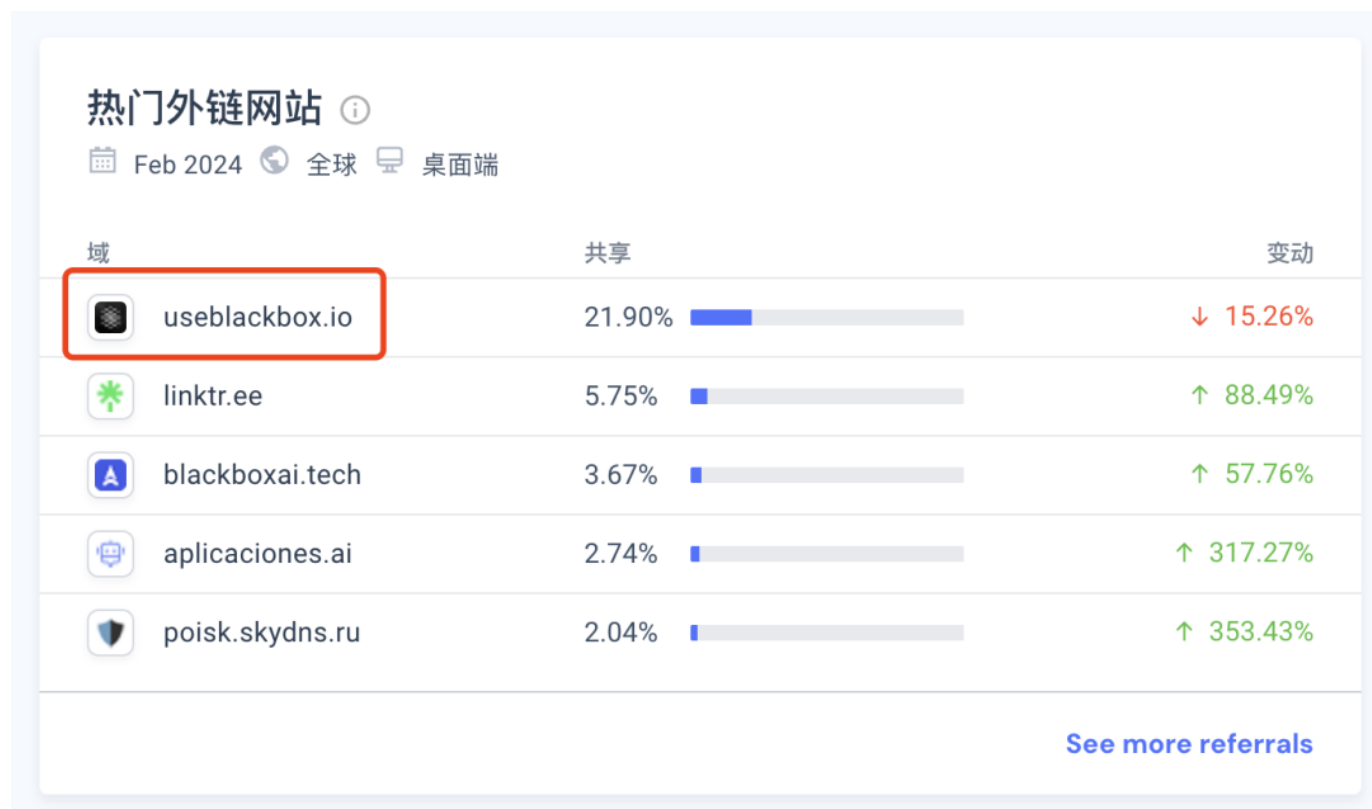 热门外链网站
Feb 2024 全球 桌面端
域 共享 变动
useblackbox.io 21.90% ↓ 15.26%
linktr.ee 5.75% ↑ 88.49%
blackboxai.tech 3.67% ↑ 57.76%
aplicaciones.ai 2.74% ↑ 317.27%
poisk.skydns.ru 2.04% ↑ 353.43%
See more referrals